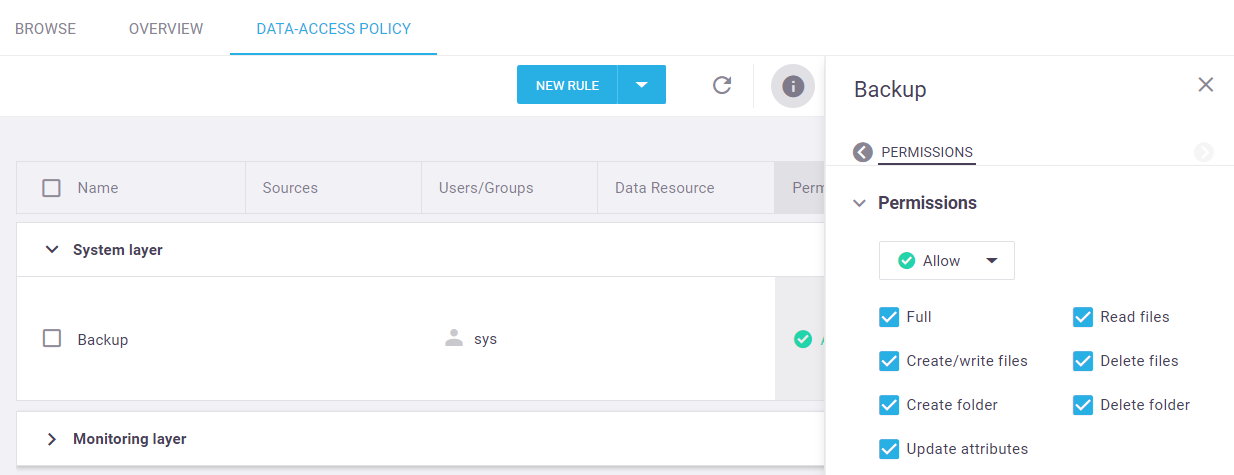 BROWSE OVERVIEW DATA-ACCESS POLICY
NEW RULE
Backup
PERMISSIONS
Name Sources Users/Groups Data Resource
Permissions
System layer
Allow
Full Read files
Backup sys
Create/write files Delete files
Create folder Delete folder
Monitoring layer
Update attributes